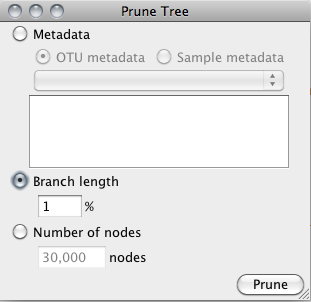 Prune Tree
Metadata
OTU metadata Sample metadata
Branch length
1 %
Number of nodes
30,000 nodes
Prune